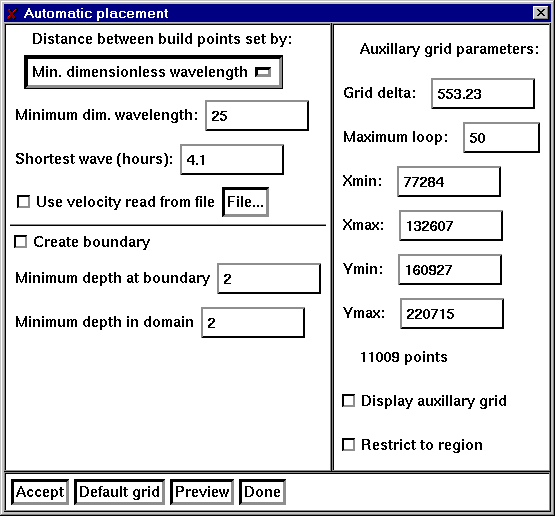 Automatic placement
Distance between build points set by:
Min. dimensionless wavelength
Minimum dim. wavelength: 25
Shortest wave (hours): 4.1
Use velocity read from file File...
Create boundary
Minimum depth at boundary 2
Minimum depth in domain 2
Auxillary grid parameters:
Grid delta: 553.23
Maximum loop: 50
Xmin: 77284
Xmax: 132607
Ymin: 160927
Ymax: 220715
11009 points
Display auxillary grid
Restrict to region
Accept Default grid Preview Done